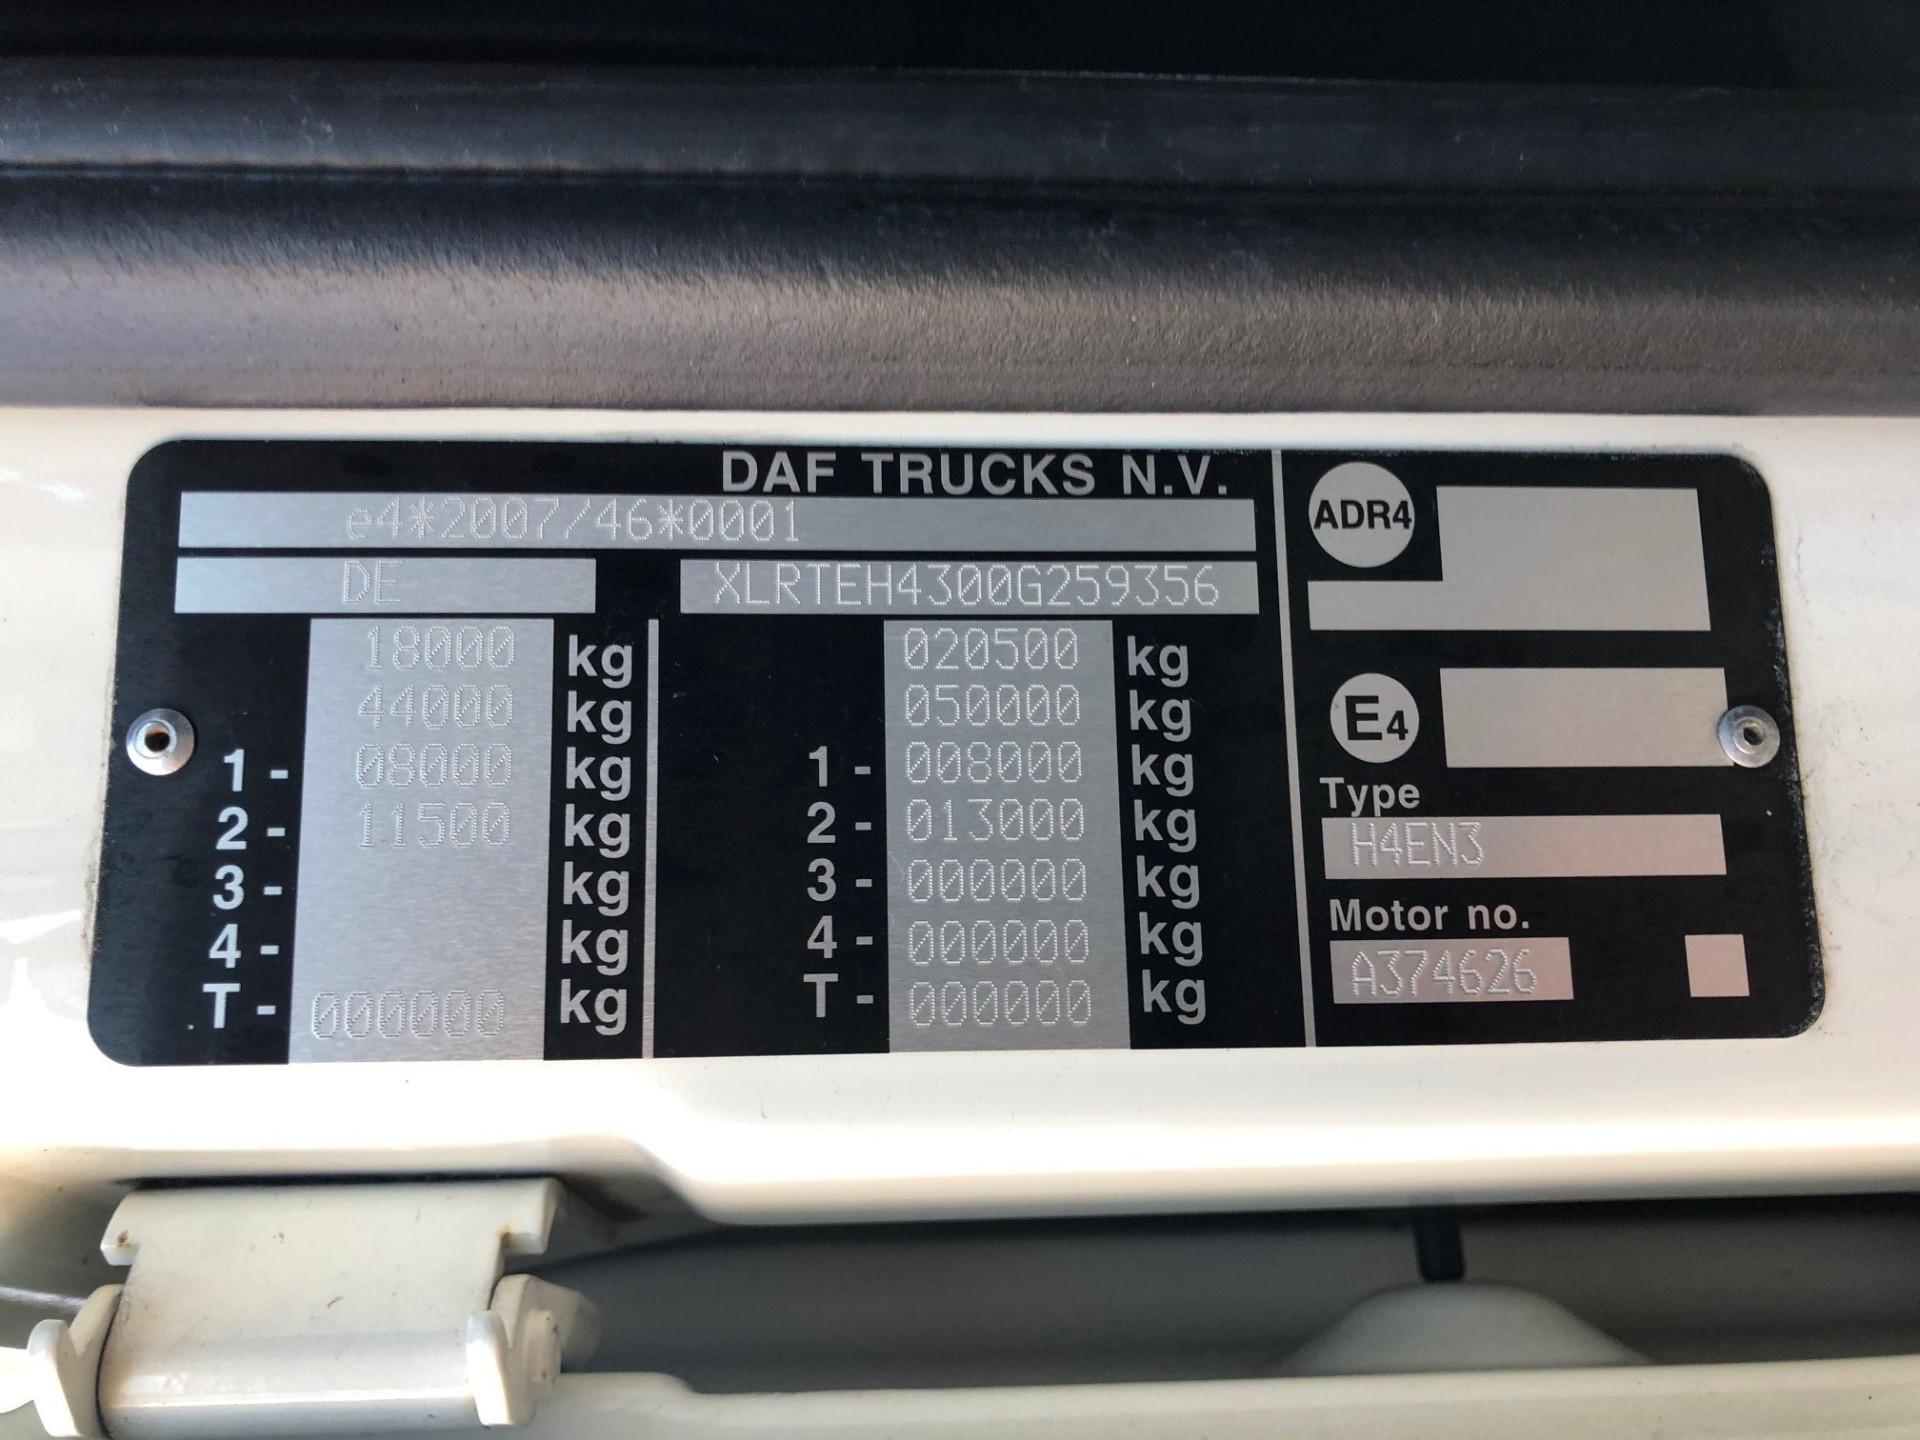 DAF TRUCKS N.V.
e4*2007/46*0001
DE XLRTEH4300G259356
18000 kg 020500 kg
44000 kg 050000 kg
1 - 08000 kg 1 - 008000 kg
2 - 11500 kg 2 - 013000 kg
3 - kg 3 - 000000 kg
4 - kg 4 - 000000 kg
T - 000000 kg T - 000000 kg
ADR4
E4
Type
H4EN3
Motor no.
A374626